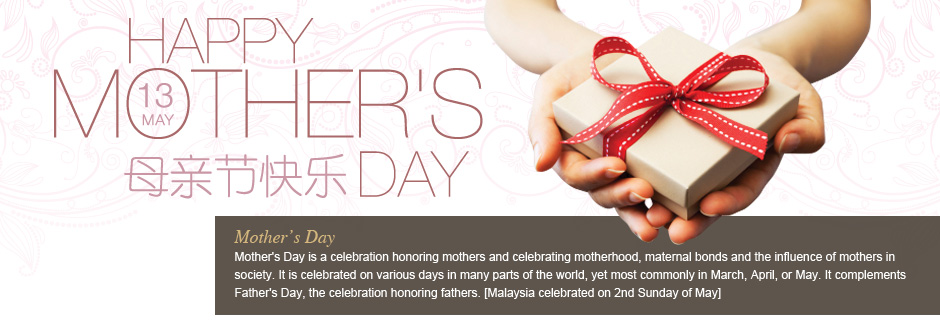 HAPPY
MOTHER'S
13
MAY
母亲节快乐 DAY
Mother's Day
Mother's Day is a celebration honoring mothers and celebrating motherhood, maternal bonds and the influence of mothers in
society. It is celebrated on various days in many parts of the world, yet most commonly in March, April, or May. It complements
Father's Day, the celebration honoring fathers. [Malaysia celebrated on 2nd Sunday of May]